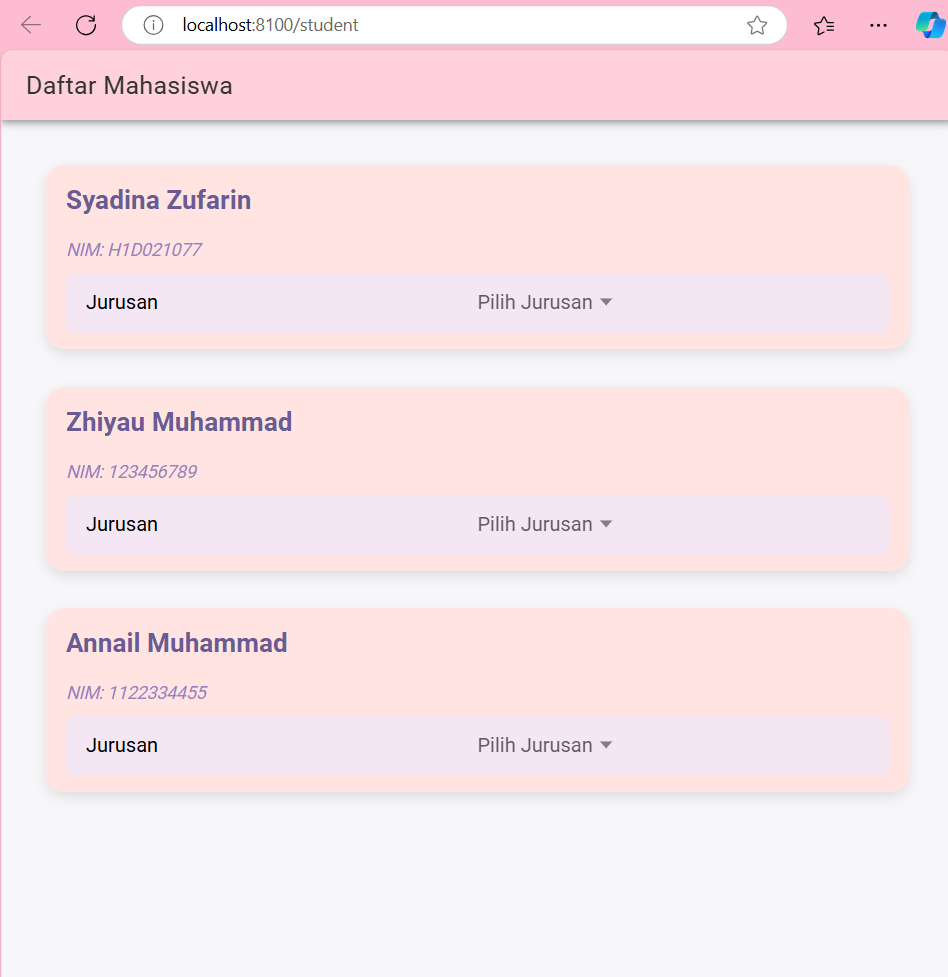 localhost:8100/student
Daftar Mahasiswa
Syadina Zufarin
NIM: H1D021077
Jurusan Pilih Jurusan
Zhiyau Muhammad
NIM: 123456789
Jurusan Pilih Jurusan
Annail Muhammad
NIM: 1122334455
Jurusan Pilih Jurusan